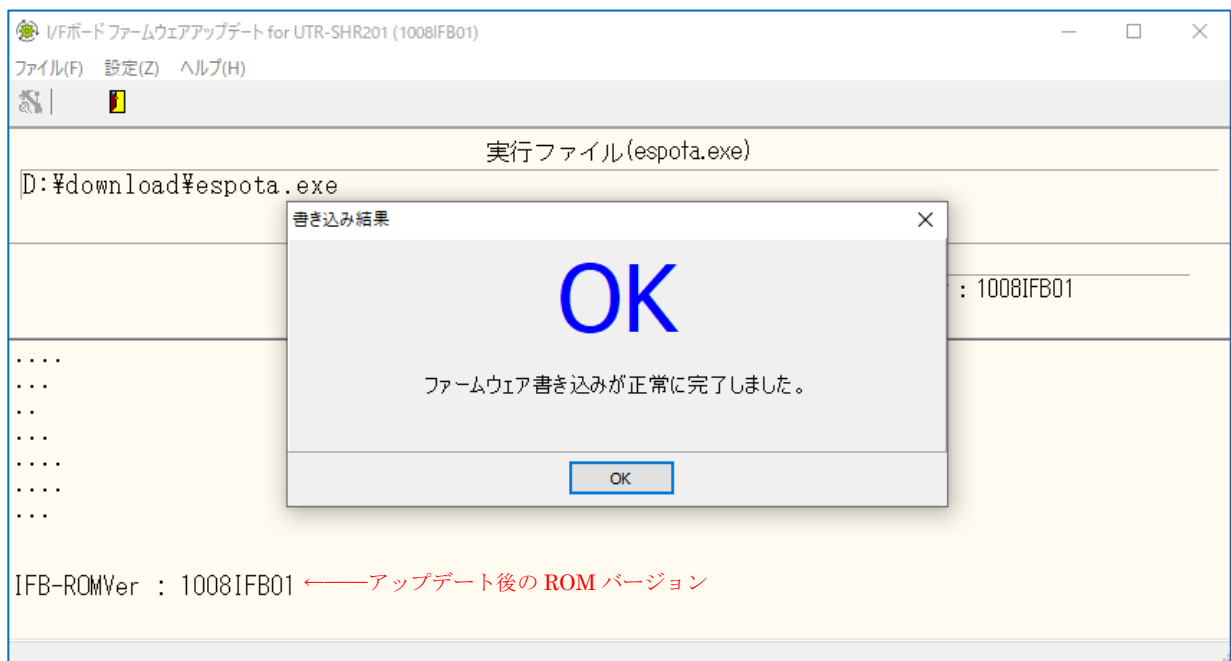 I/Fボード ファームウェアアップデート for UTR-SHR201 (1008IFB01)
ファイル(F) 設定(Z) ヘルプ(H)
実行ファイル(espota.exe)
D:¥download¥espota.exe
書き込み結果
OK
: 1008IFB01
ファームウェア書き込みが正常に完了しました。
OK
....
...
..
...
....
....
...
IFB-ROMVer : 1008IFB01 ←――アップデート後の ROM バージョン